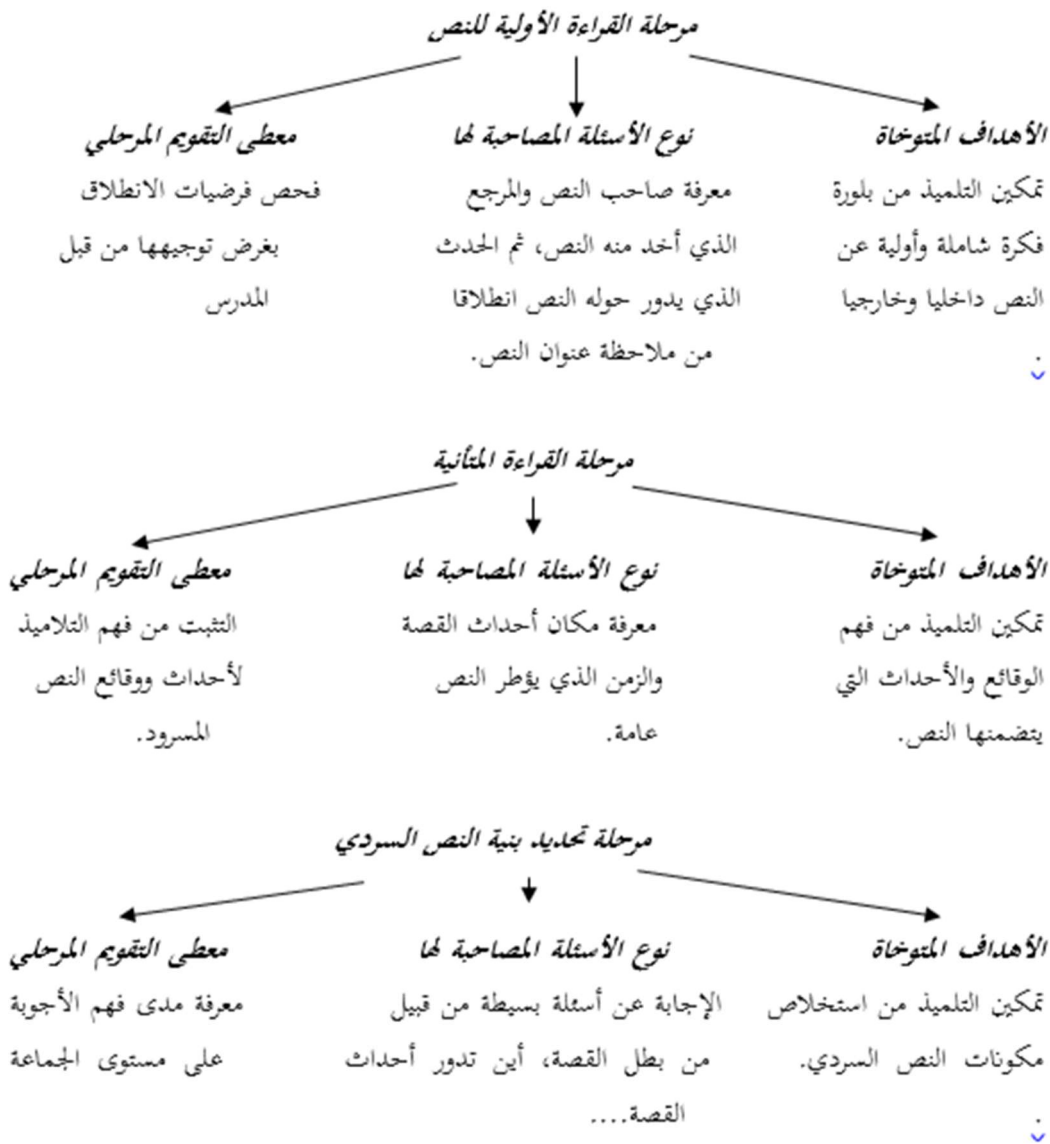 مرحلة القراءة الأولية للنص
الأهداف المتوخاة
تمكين التلميذ من بلورة
فكرة شاملة وأولية عن
النص داخليا وخارجيا
.
نوع الأسئلة المصاحبة لها
معرفة صاحب النص والمرجع
الذي أخد منه النص، ثم الحدث
الذي يدور حوله النص انطلاقا
من ملاحظة عنوان النص.
معطى التقويم المرحلي
فحص فرضيات الانطلاق
بغرض توجيهها من قبل
المدرس
مرحلة القراءة المتأنية
الأهداف المتوخاة
تمكين التلميذ من فهم
الوقائع والأحداث التي
يتضمنها النص.
نوع الأسئلة المصاحبة لها
معرفة مكان أحداث القصة
والزمن الذي يؤطر النص
عامة.
معطى التقويم المرحلي
التثبت من فهم التلاميذ
لأحداث ووقائع النص
المسرود.
مرحلة تحديد بنية النص السردي
الأهداف المتوخاة
تمكين التلميذ من استخلاص
مكونات النص السردي.
.
نوع الأسئلة المصاحبة لها
الإجابة عن أسئلة بسيطة من قبيل
من بطل القصة، أين تدور أحداث
القصة....
معطى التقويم المرحلي
معرفة مدى فهم الأجوبة
على مستوى الجماعة